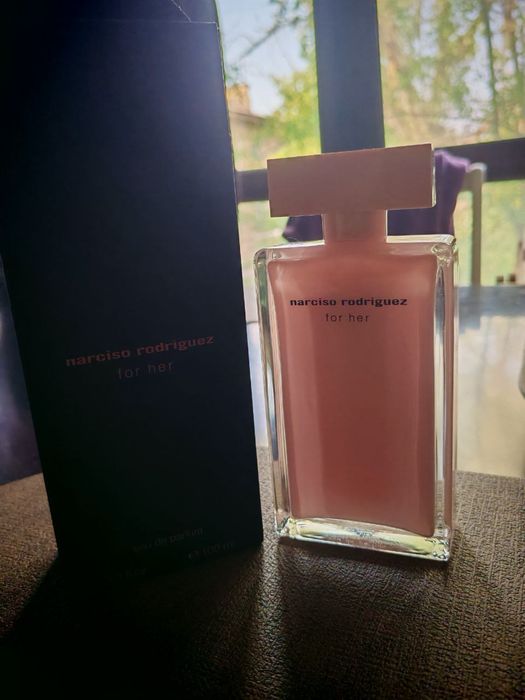 narciso rodriguez
for her
eau de parfum
narciso rodriguez
for her